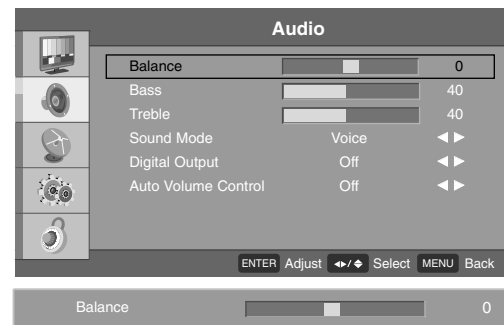 Audio
Balance 0
Bass 40
Treble 40
Sound Mode Voice
Digital Output Off
Auto Volume Control Off
ENTER Adjust ◄►/◆ Select MENU Back
Balance 0